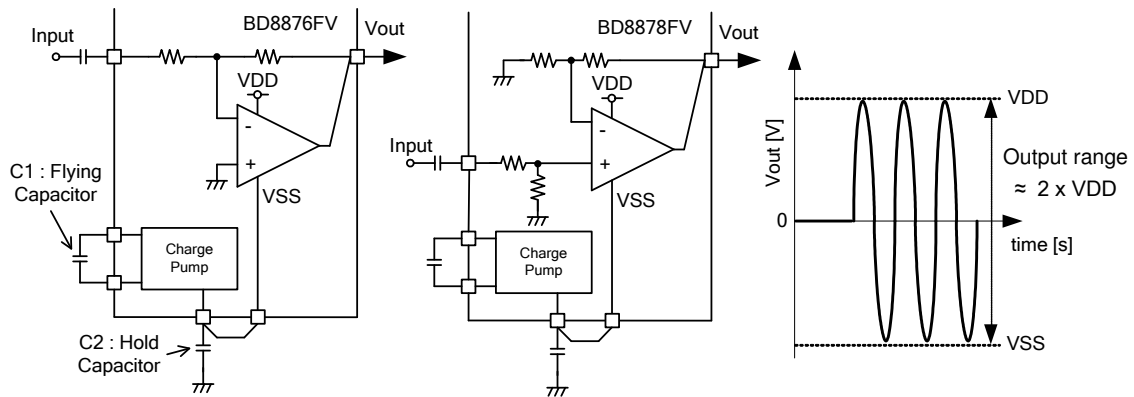 BD8876FV
Input
Vout
VDD
-
+
VSS
C1 : Flying
Capacitor
Charge
Pump
C2 : Hold
Capacitor
BD8878FV
Vout
VDD
-
Input
+
VSS
Charge
Pump
Vout [V]
VDD
Output range
≈ 2 x VDD
0
time [s]
VSS